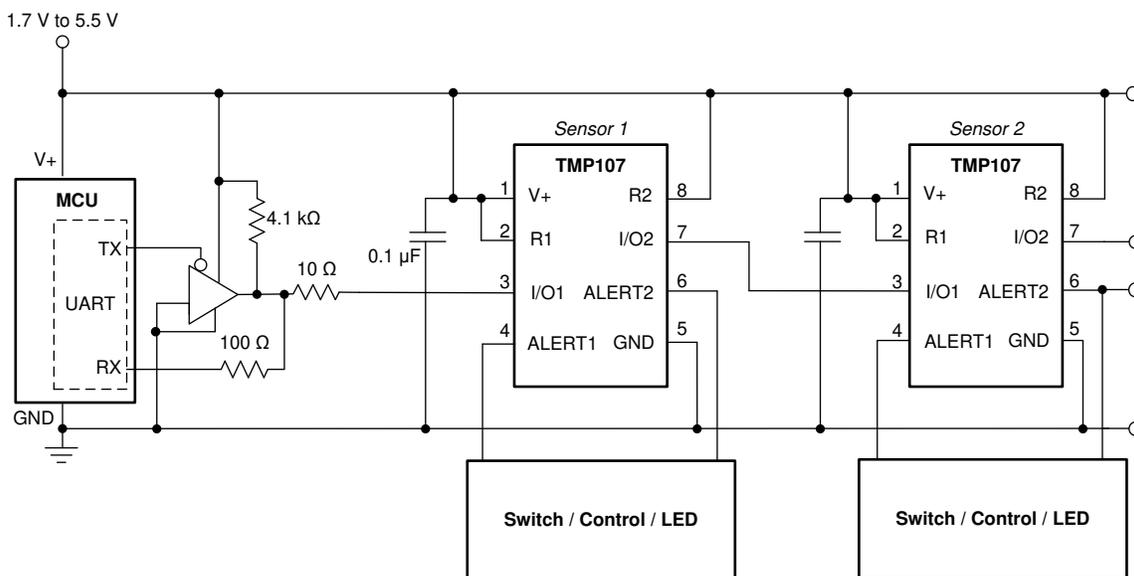 1.7 V to 5.5 V
V+
MCU
TX
UART
RX
GND
4.1 kΩ
10 Ω
100 Ω
0.1 µF
Sensor 1
TMP107
1 V+ R2 8
2 R1 I/O2 7
3 I/O1 ALERT2 6
4 ALERT1 GND 5
Switch / Control / LED
Sensor 2
TMP107
1 V+ R2 8
2 R1 I/O2 7
3 I/O1 ALERT2 6
4 ALERT1 GND 5
Switch / Control / LED